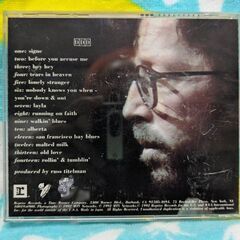 DDD
one: signe
two: before you accuse me
three: hey hey
four: tears in heaven
five: lonely stranger
six: nobody knows you when
you're down & out
seven: layla
eight: running on faith
nine: walkin' blues
ten: alberta
eleven: san francisco bay blues
twelve: malted milk
thirteen: old love
fourteen: rollin' & tumblin'
produced by russ titelman